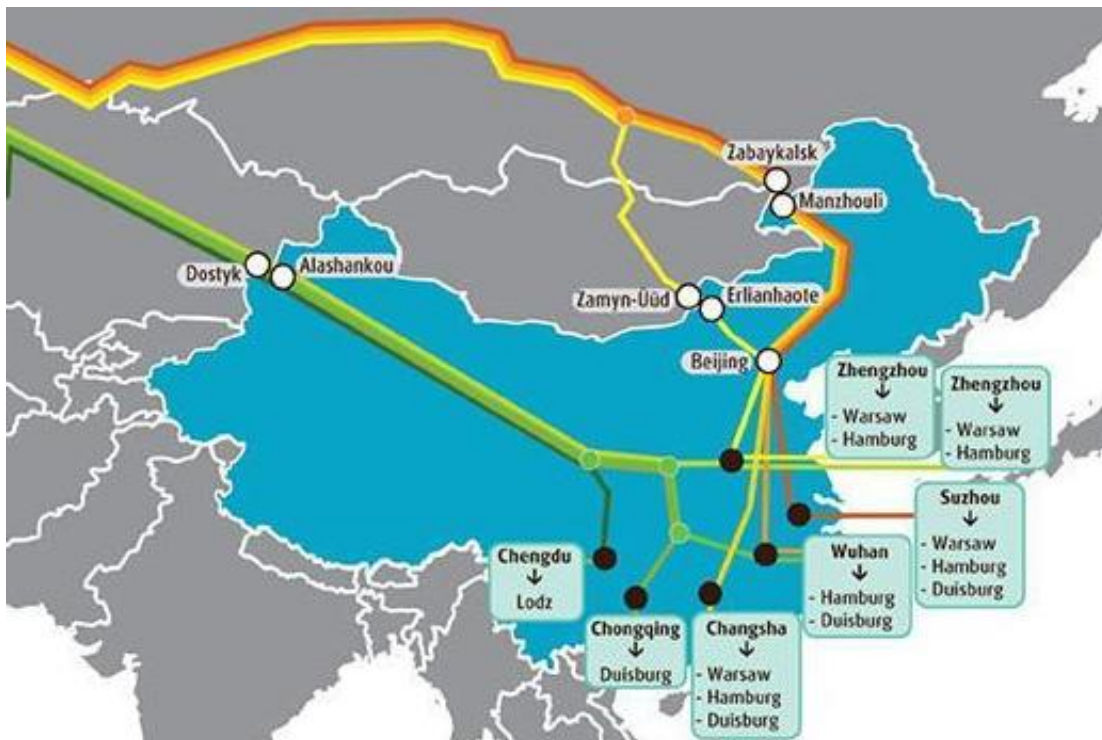 Zabaykalsk
Manzhouli
Dostyk
Alashankou
Zamyn-Üüd
Erlianhaote
Beijing
Zhengzhou
↓
- Warsaw
- Hamburg
Zhengzhou
↓
- Warsaw
- Hamburg
Suzhou
↓
- Warsaw
- Hamburg
- Duisburg
Wuhan
↓
- Hamburg
- Duisburg
Chengdu
↓
Lodz
Chongqing
↓
Duisburg
Changsha
↓
- Warsaw
- Hamburg
- Duisburg